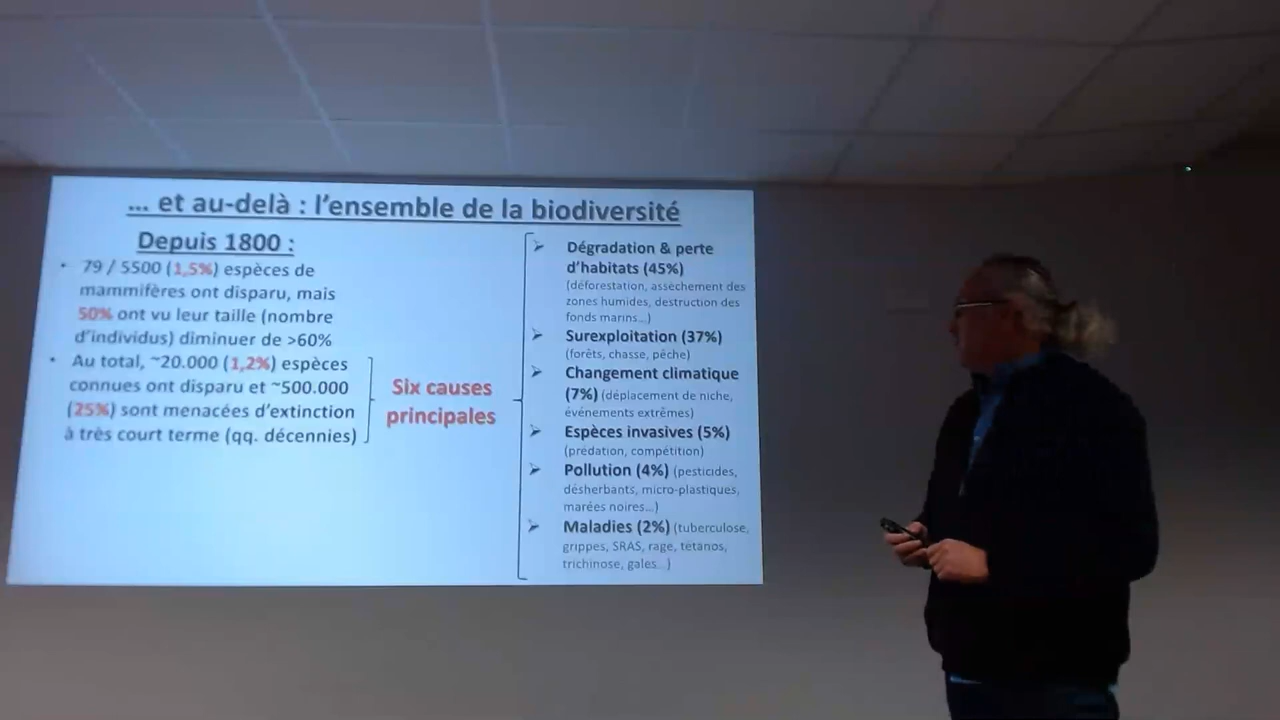 ... et au-delà : l'ensemble de la biodiversité
Depuis 1800 :
• 79 / 5500 (1,5%) espèces de
mammifères ont disparu, mais
50% ont vu leur taille (nombre
d'individus) diminuer de >60%
• Au total, ~20.000 (1,2%) espèces
connues ont disparu et ~500.000
(25%) sont menacées d'extinction
à très court terme (qq. décennies)
Six causes
principales
➢ Dégradation & perte
d'habitats (45%)
(déforestation, assèchement des
zones humides, destruction des
fonds marins...)
➢ Surexploitation (37%)
(forêts, chasse, pêche)
➢ Changement climatique
(7%) (déplacement de niche,
événements extrêmes)
➢ Espèces invasives (5%)
(prédation, compétition)
➢ Pollution (4%) (pesticides,
désherbants, micro-plastiques,
marées noires...)
➢ Maladies (2%) (tuberculose,
grippes, SRAS, rage, tétanos,
trichinose, gales...)